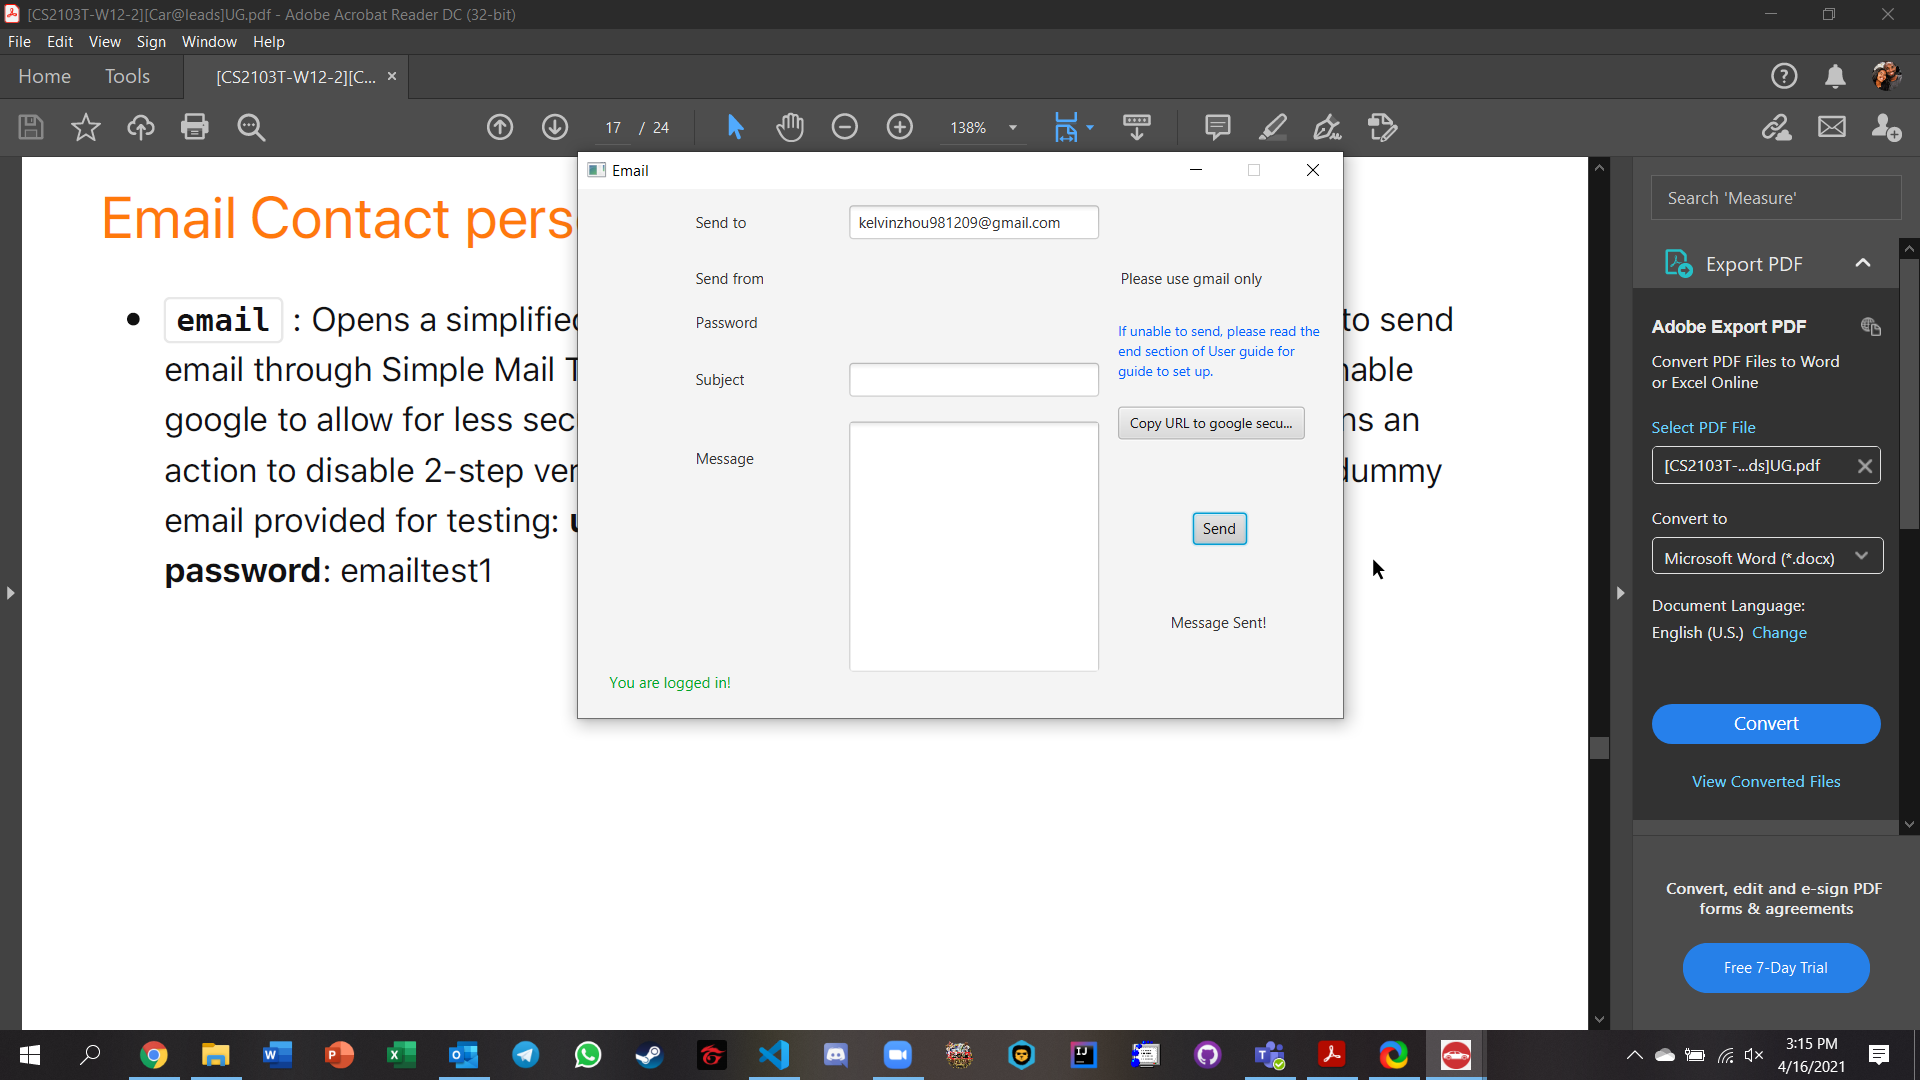 [CS2103T-W12-2][Car@leads]UG.pdf - Adobe Acrobat Reader DC (32-bit)
File Edit View Sign Window Help
Home Tools [CS2103T-W12-2][C...
17 / 24 138%
Email
Send to kelvinzhou981209@gmail.com
Send from Please use gmail only
Password
If unable to send, please read the
end section of User guide for
guide to set up.
Subject
Copy URL to google secu...
Message
Send
Message Sent!
You are logged in!
Email Contact pers
email : Opens a simplifie to send
email through Simple Mail T nable
google to allow for less sec ns an
action to disable 2-step ver dummy
email provided for testing: u
password: emailtest1
Search 'Measure'
Export PDF
Adobe Export PDF
Convert PDF Files to Word
or Excel Online
Select PDF File
[CS2103T-...ds]UG.pdf
Convert to
Microsoft Word (*.docx)
Document Language:
English (U.S.) Change
Convert
View Converted Files
Convert, edit and e-sign PDF
forms & agreements
Free 7-Day Trial
3:15 PM
4/16/2021